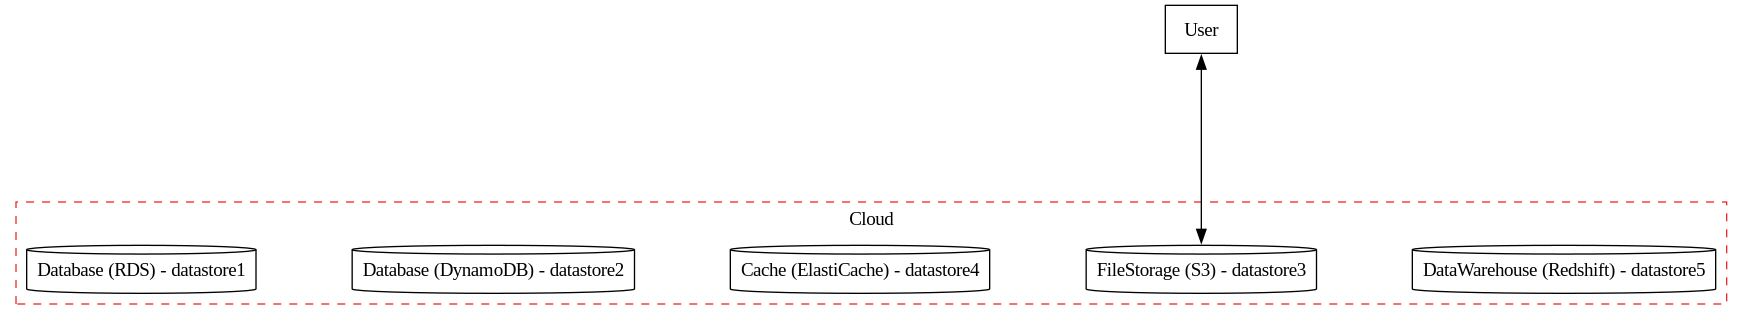 User
Cloud
Database (RDS) - datastore1
Database (DynamoDB) - datastore2
Cache (ElastiCache) - datastore4
FileStorage (S3) - datastore3
DataWarehouse (Redshift) - datastore5